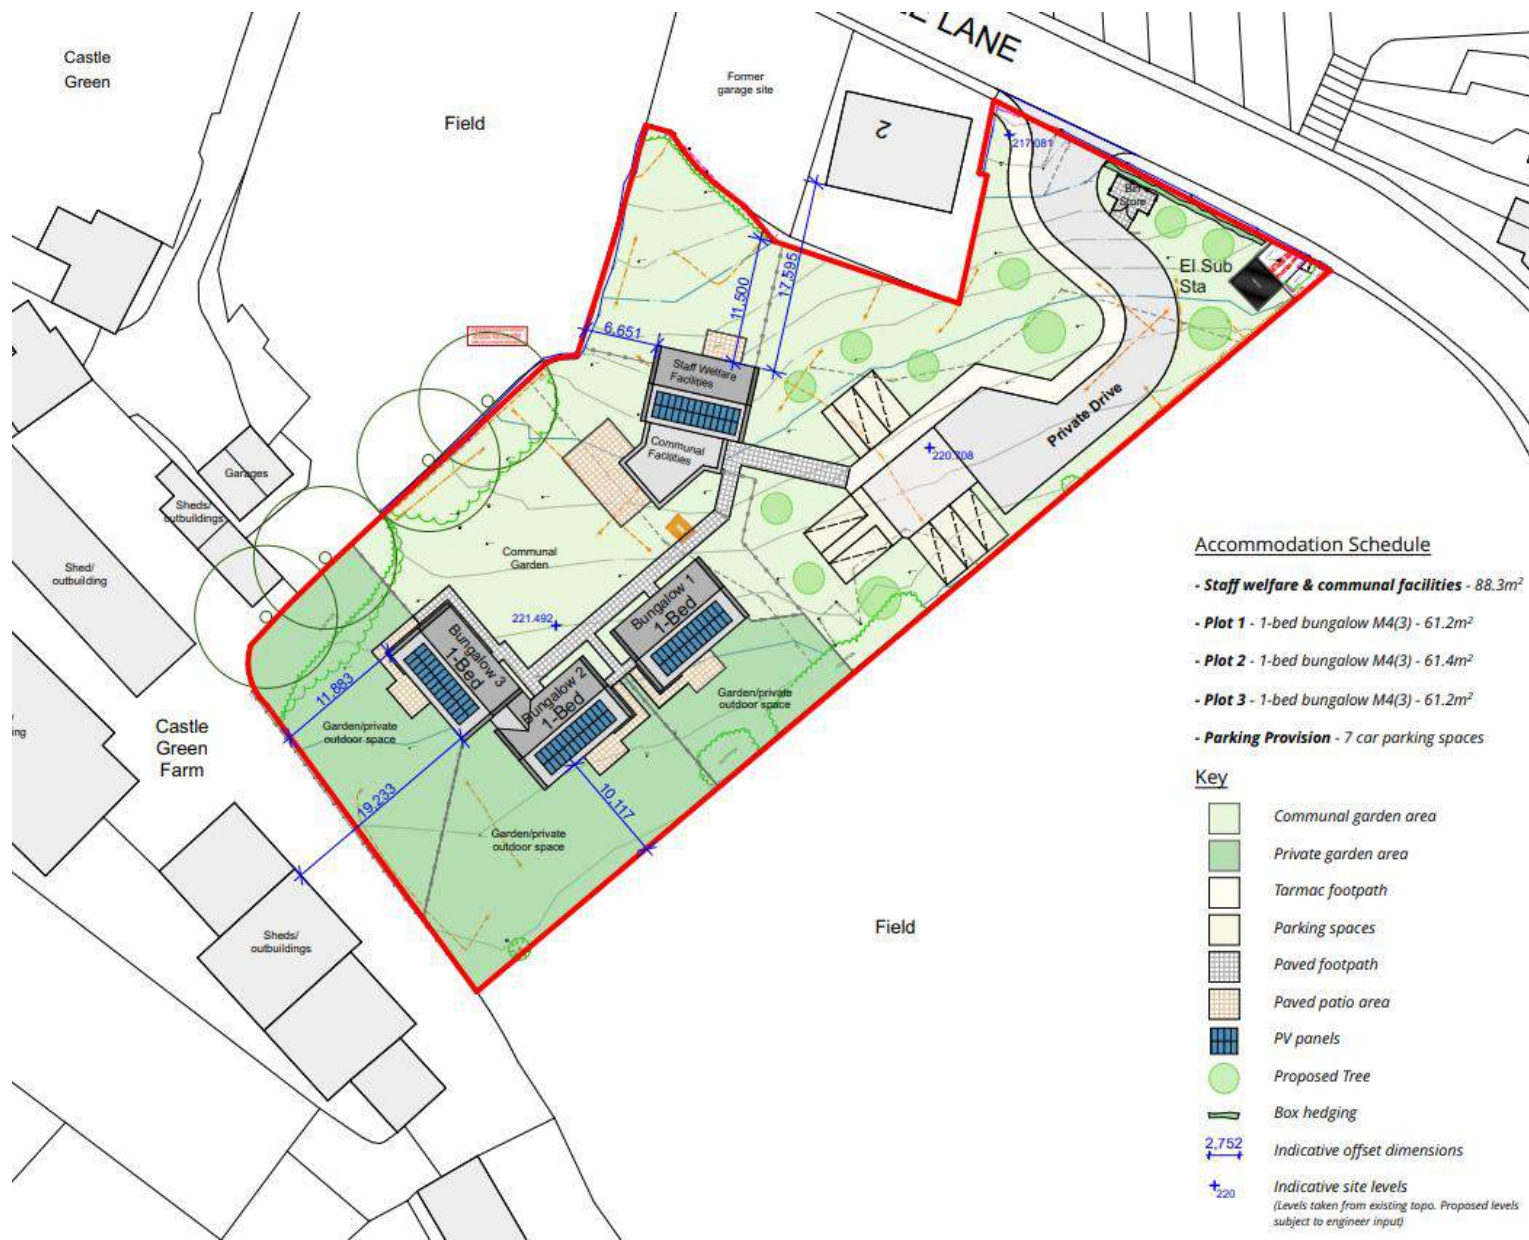 Castle
Green
Field
Former
garage site
LANE
2
217.081
Bin
Store
El Sub
Sta
17,595
11,500
6,651
Staff Welfare
Facilities
Communal
Facilities
Private Drive
220.708
Garages
Sheds/
outbuildings
Shed/
outbuilding
Communal
Garden
221.492
Bungalow 1
1-Bed
Bungalow 3
1-Bed
Bungalow 2
1-Bed
11,883
Garden/private
outdoor space
Garden/private
outdoor space
Castle
Green
Farm
19,233
10,117
Garden/private
outdoor space
Sheds/
outbuildings
Field
Accommodation Schedule
- Staff welfare & communal facilities - 88.3m²
- Plot 1 - 1-bed bungalow M4(3) - 61.2m²
- Plot 2 - 1-bed bungalow M4(3) - 61.4m²
- Plot 3 - 1-bed bungalow M4(3) - 61.2m²
- Parking Provision - 7 car parking spaces
Key
Communal garden area
Private garden area
Tarmac footpath
Parking spaces
Paved footpath
Paved patio area
PV panels
Proposed Tree
Box hedging
2,752
Indicative offset dimensions
220
Indicative site levels
(Levels taken from existing topo. Proposed levels
subject to engineer input)